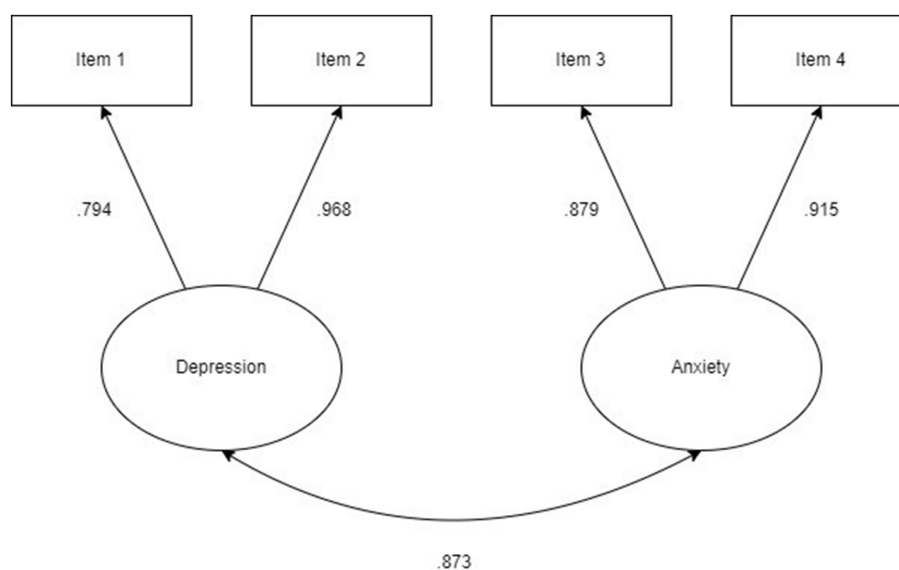 Item 1
Item 2
Item 3
Item 4
.794
.968
.879
.915
Depression
Anxiety
.873